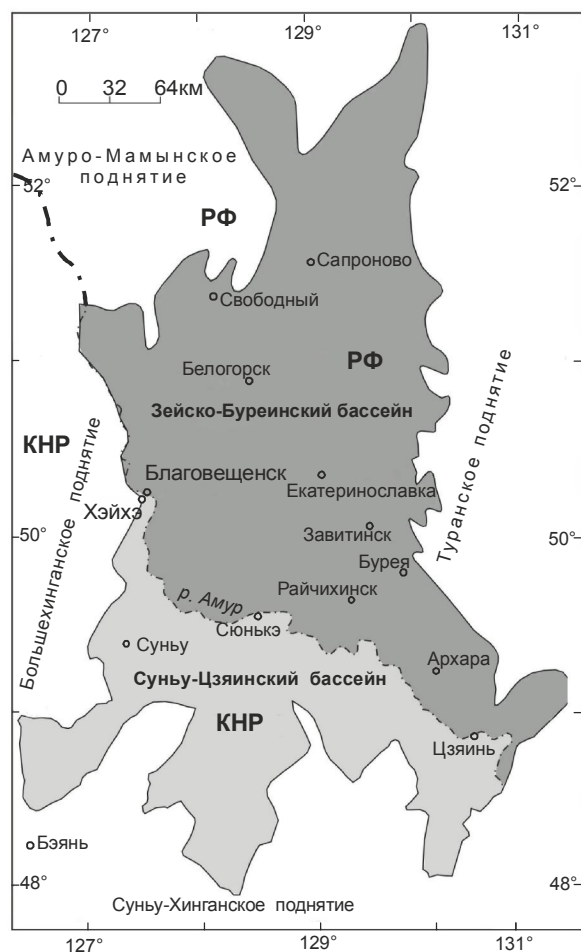 127° 129° 131°
0 32 64км
Амуро-Мамынское
поднятие
52° 52°
РФ
Сапроново
Свободный
РФ
Белогорск
Зейско-Буреинский бассейн
КНР
Большехинганское поднятие
Туранское поднятие
Благовещенск
Екатеринославка
Хэйхэ
50° 50°
Завитинск
Бурея
р. Амур
Райчихинск
Сюнькэ
Суньу
Архара
Суньу-Цзяинский бассейн
КНР
Цзяинь
Бэянь
48° 48°
Суньу-Хинганское поднятие
127° 129° 131°